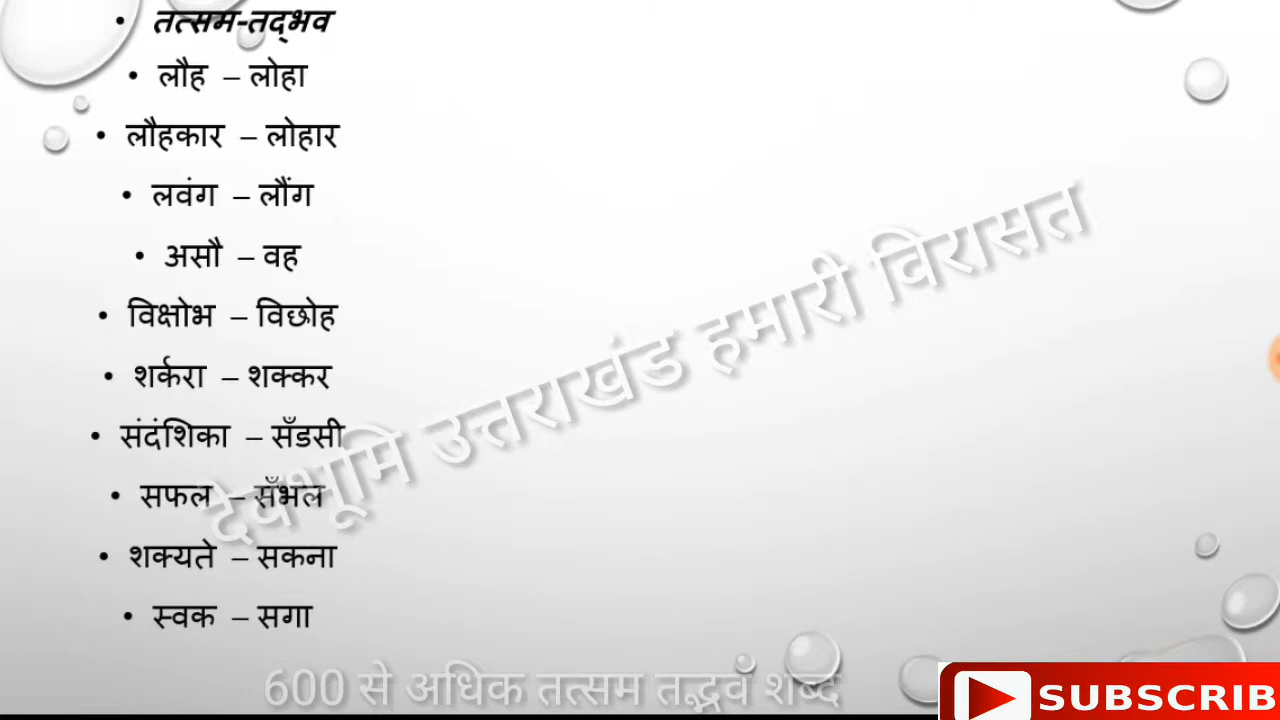 • तत्सम-तद्भव
• लौह – लोहा
• लौहकार – लोहार
• लवंग – लौंग
• असौ – वह
• विक्षोभ – विछोह
• शर्करा – शक्कर
• संदंशिका – सँडसी
• सफल – सँभल
• शक्यते – सकना
• स्वक – सगा
देवभूमि उत्तराखंड हमारी विरासत
600 से अधिक तत्सम तद्भव शब्द
SUBSCRIB